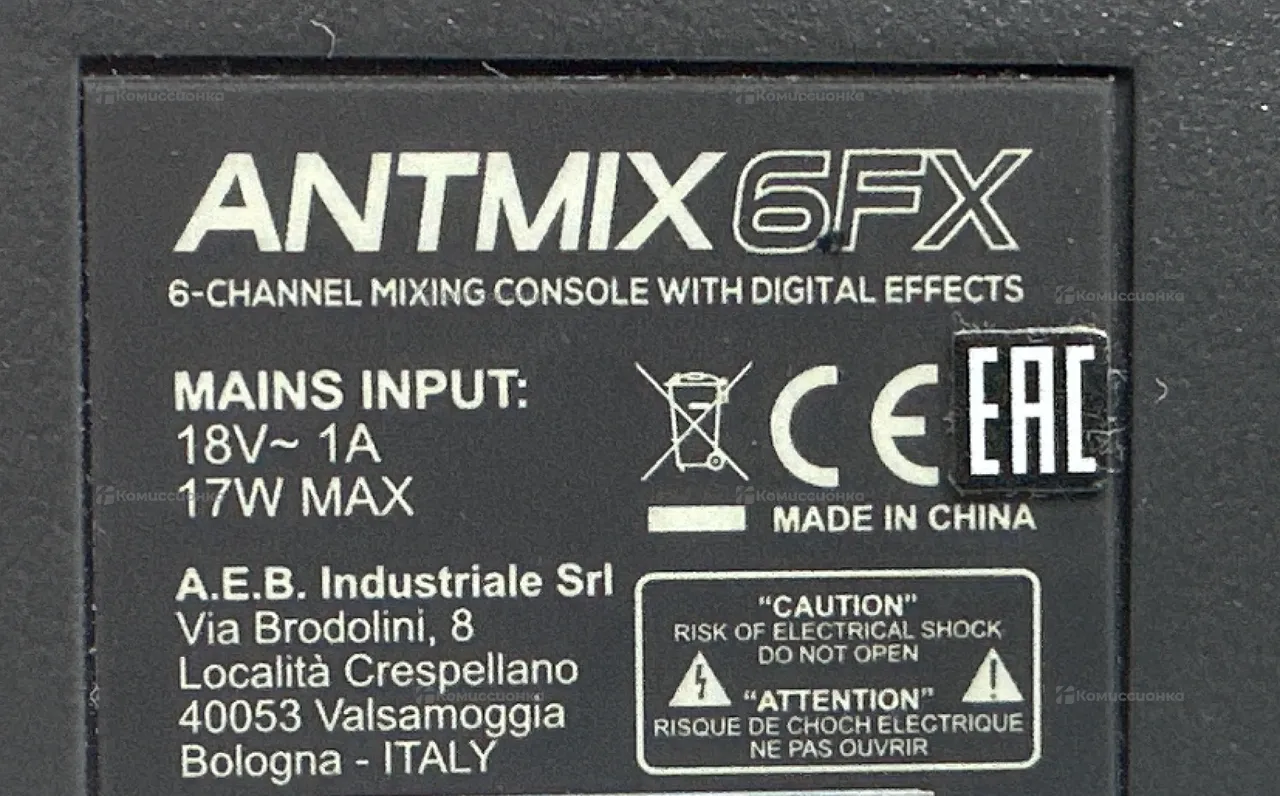 ANTMIX 6FX
6-CHANNEL MIXING CONSOLE WITH DIGITAL EFFECTS
MAINS INPUT:
18V~ 1A
17W MAX
CE
EAC
MADE IN CHINA
A.E.B. Industriale Srl
Via Brodolini, 8
Località Crespellano
40053 Valsamoggia
Bologna - ITALY
"CAUTION"
RISK OF ELECTRICAL SHOCK
DO NOT OPEN
"ATTENTION"
RISQUE DE CHOCH ELECTRIQUE
NE PAS OUVRIR
Комиссионка